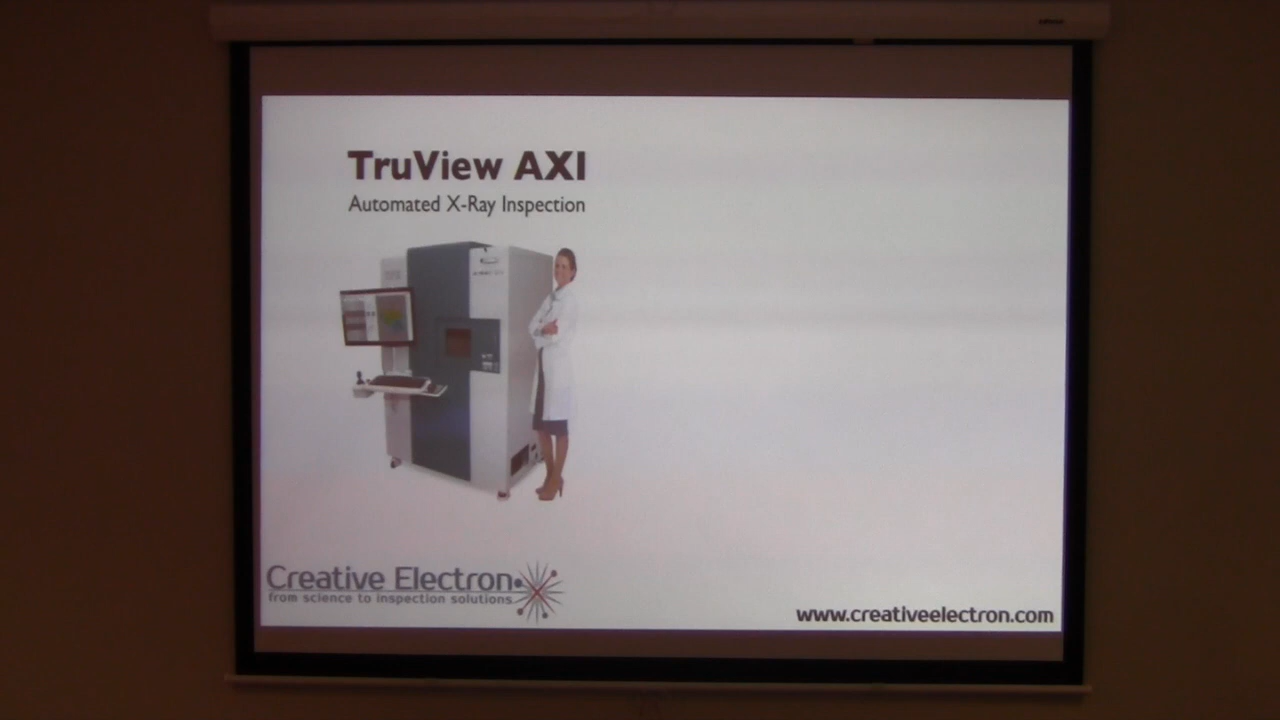 TruView AXI
Automated X-Ray Inspection
Creative Electron
from science to inspection solutions
www.creativeelectron.com